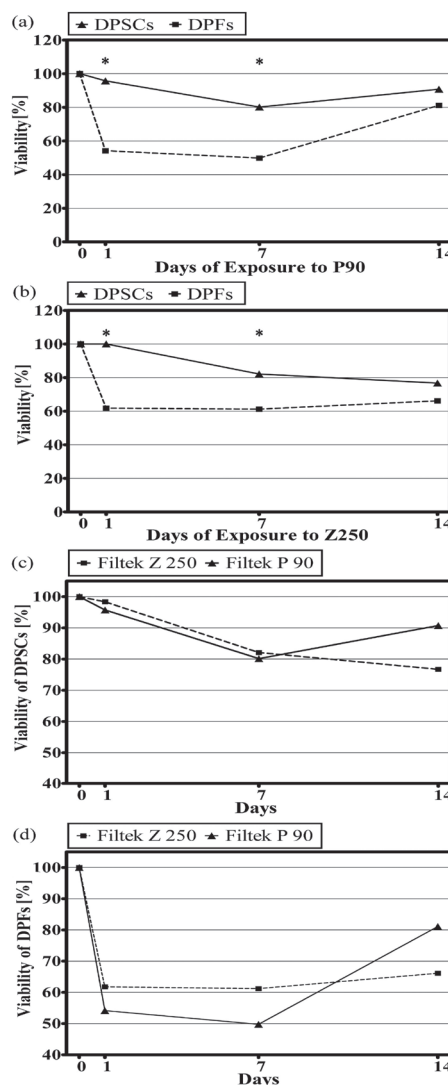 (a)
DPSCs DPFs
Viability[%]
120
* *
100
80
60
40
20
0
0 1 7 14
Days of Exposure to P90
(b)
DPSCs DPFs
Viability[%]
120
* *
100
80
60
40
20
0
0 1 7 14
Days of Exposure to Z250
(c)
Filtek Z 250 Filtek P 90
Viability of DPSCs [%]
100
90
80
70
60
50
40
0 1 7 14
Days
(d)
Filtek Z 250 Filtek P 90
Viability of DPFs [%]
100
90
80
70
60
50
40
0 1 7 14
Days